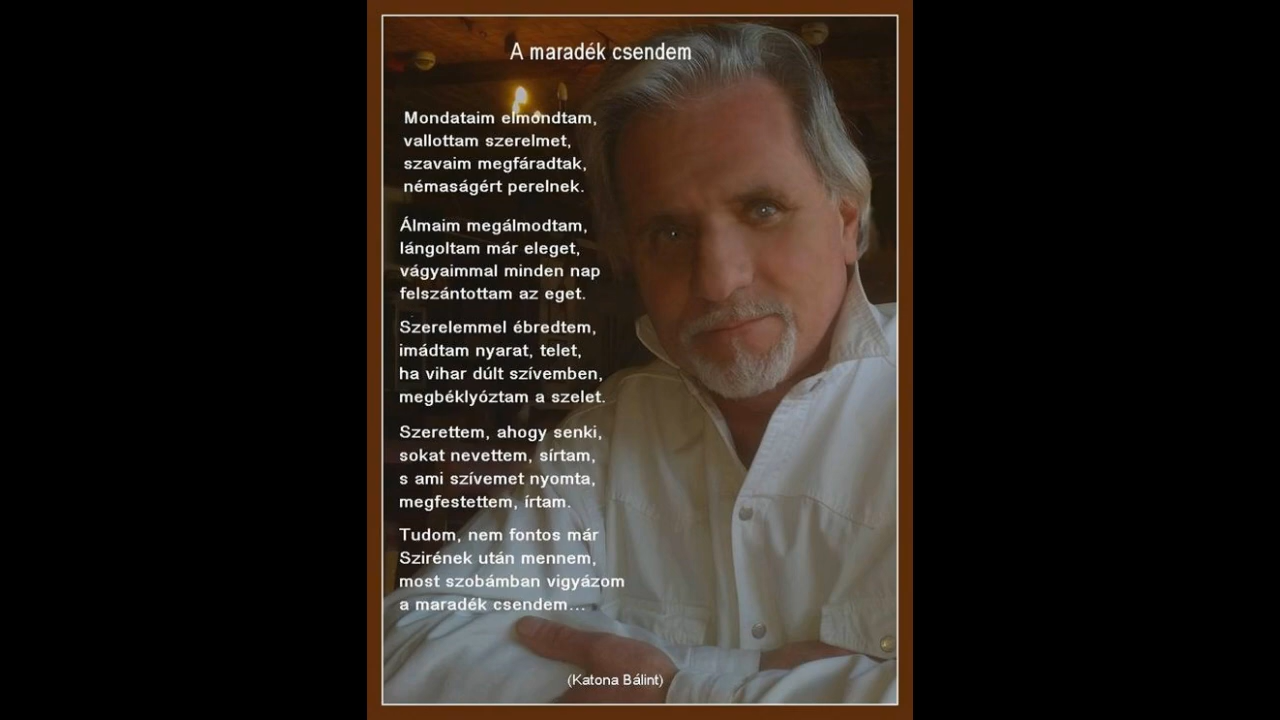 A maradék csendem
Mondataim elmondtam,
vallottam szerelmet,
szavaim megfáradtak,
némaságért perelnek.
Álmaim megálmodtam,
lángoltam már eleget,
vágyaimmal minden nap
felszántottam az eget.
Szerelemmel ébredtem,
imádtam nyarat, telet,
ha vihar dúlt szívemben,
megbéklyóztam a szelet.
Szerettem, ahogy senki,
sokat nevettem, sírtam,
s ami szívemet nyomta,
megfestettem, írtam.
Tudom, nem fontos már
Szirének után mennem,
most szobámban vigyázom
a maradék csendem...
(Katona Bálint)